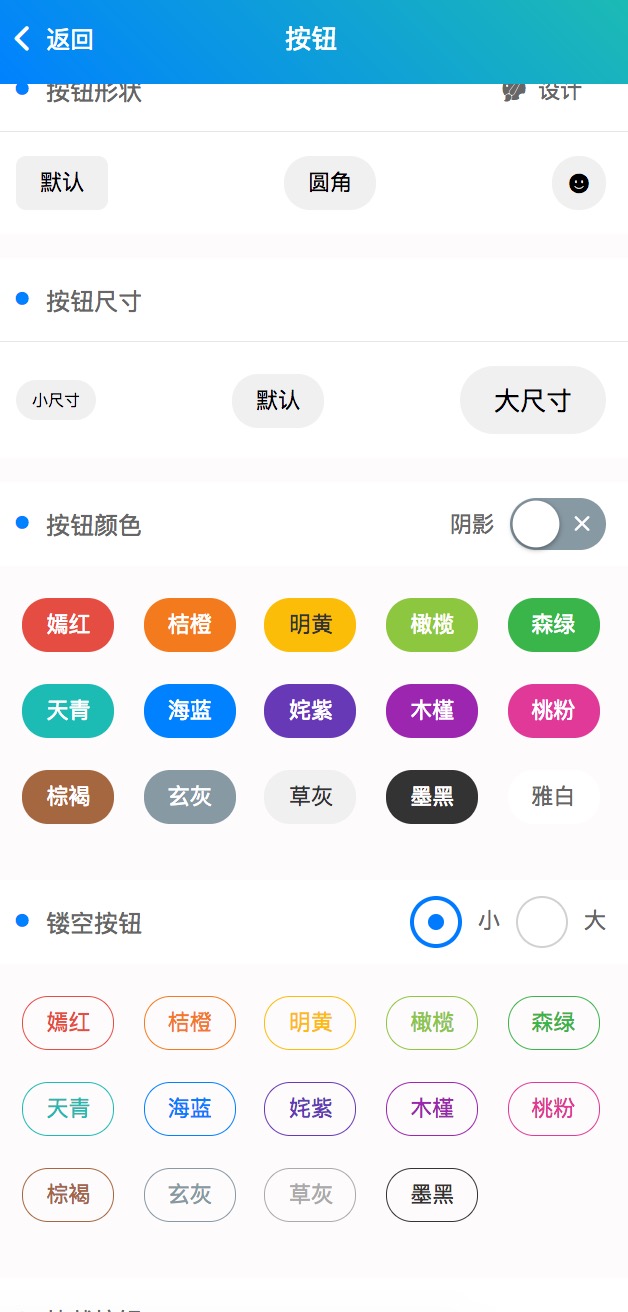 返回 按钮
按钮形状 设计
默认 圆角
按钮尺寸
小尺寸 默认 大尺寸
按钮颜色 阴影
嫣红 桔橙 明黄 橄榄 森绿
天青 海蓝 姹紫 木槿 桃粉
棕褐 玄灰 草灰 墨黑 雅白
镂空按钮 小 大
嫣红 桔橙 明黄 橄榄 森绿
天青 海蓝 姹紫 木槿 桃粉
棕褐 玄灰 草灰 墨黑